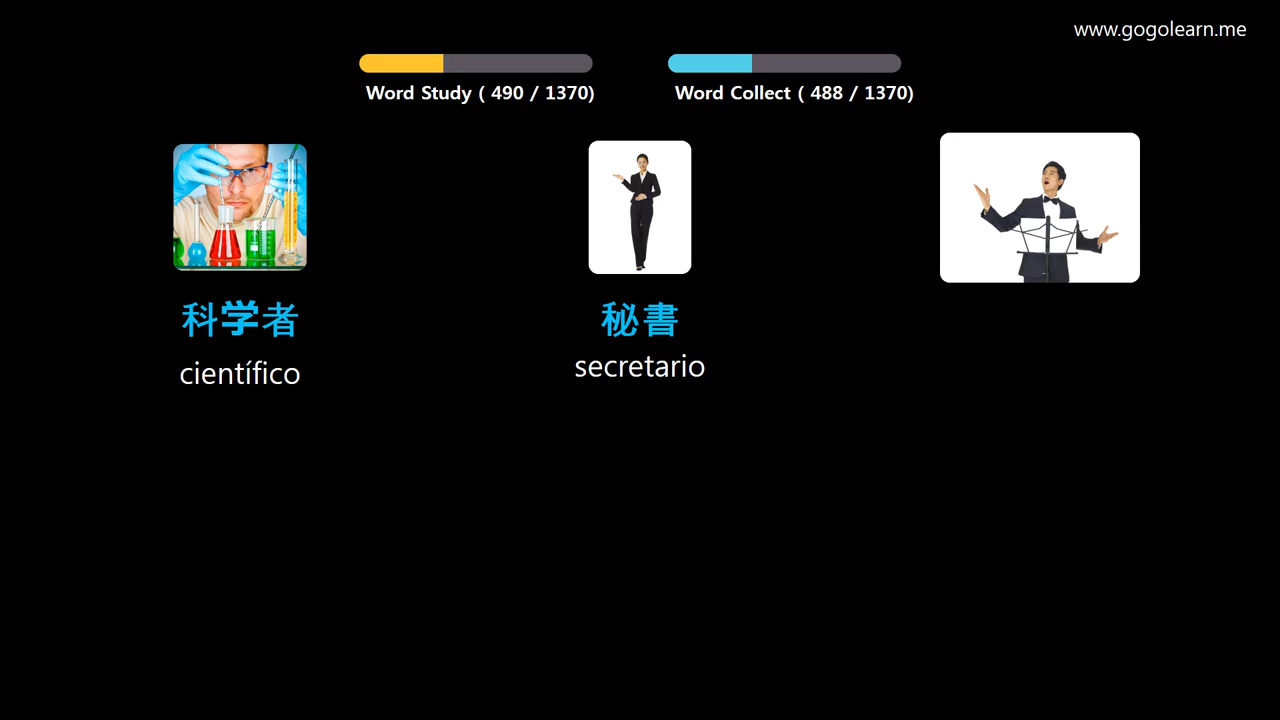 www.gogolearn.me
Word Study ( 490 / 1370)
Word Collect ( 488 / 1370)
科学者
científico
秘書
secretario